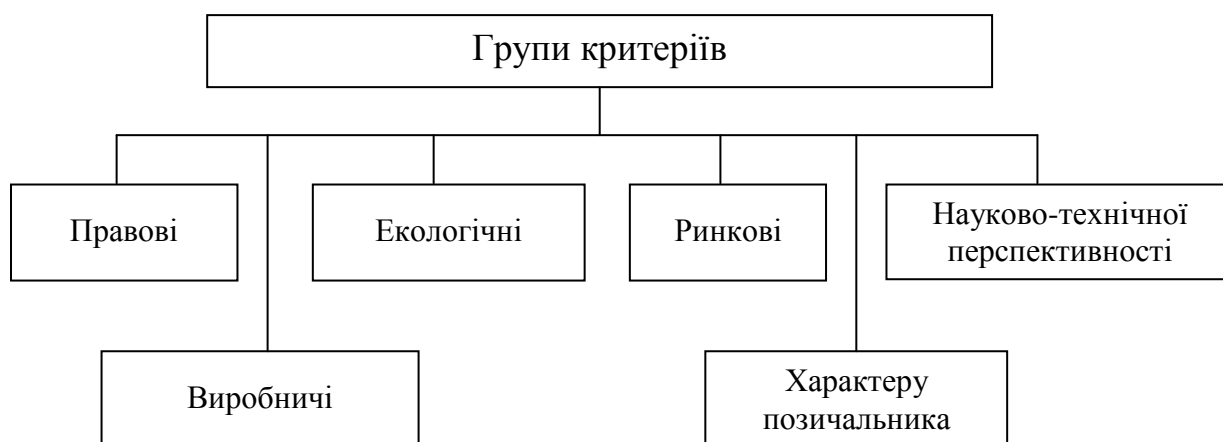 Групи критеріїв
Правові
Екологічні
Ринкові
Науково-технічної
перспективності
Виробничі
Характеру
позичальника